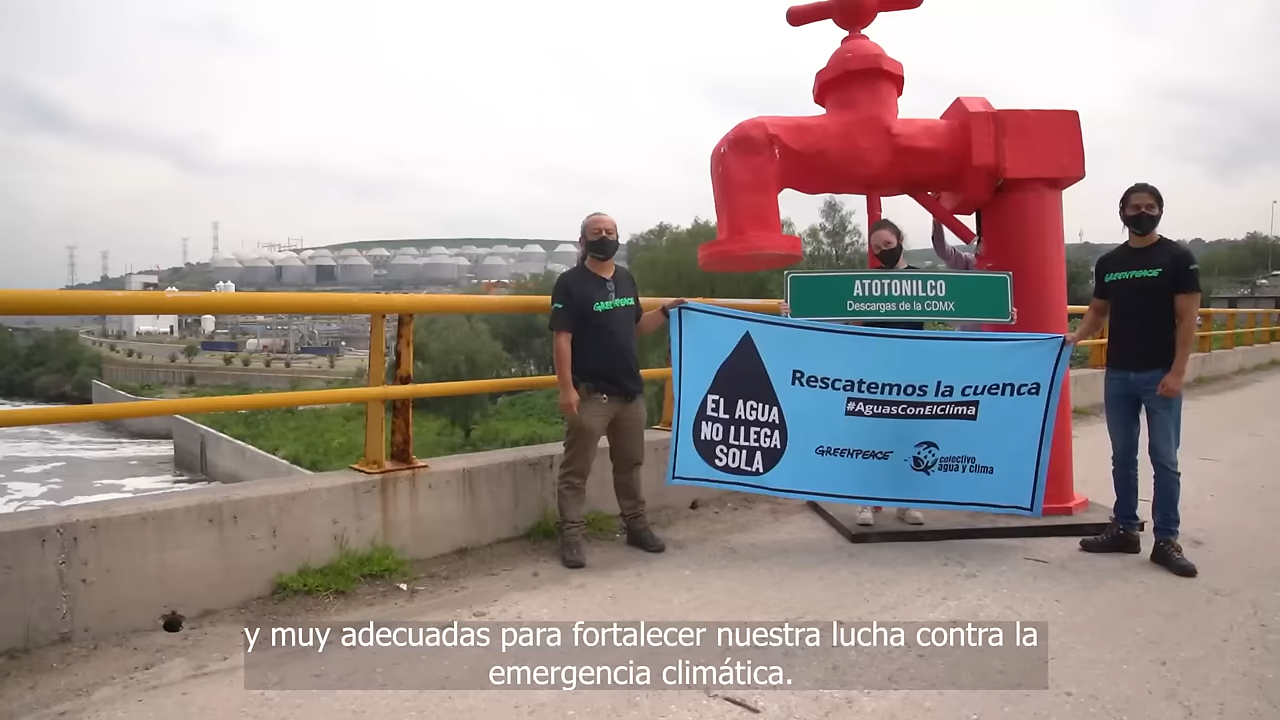 ATOTONILCO
Descargas de la CDMX
GREENPEACE
GREENPEACE
EL AGUA
NO LLEGA
SOLA
Rescatemos la cuenca
#AguasConElClima
GREENPEACE
colectivo
agua y clima
y muy adecuadas para fortalecer nuestra lucha contra la
emergencia climática.